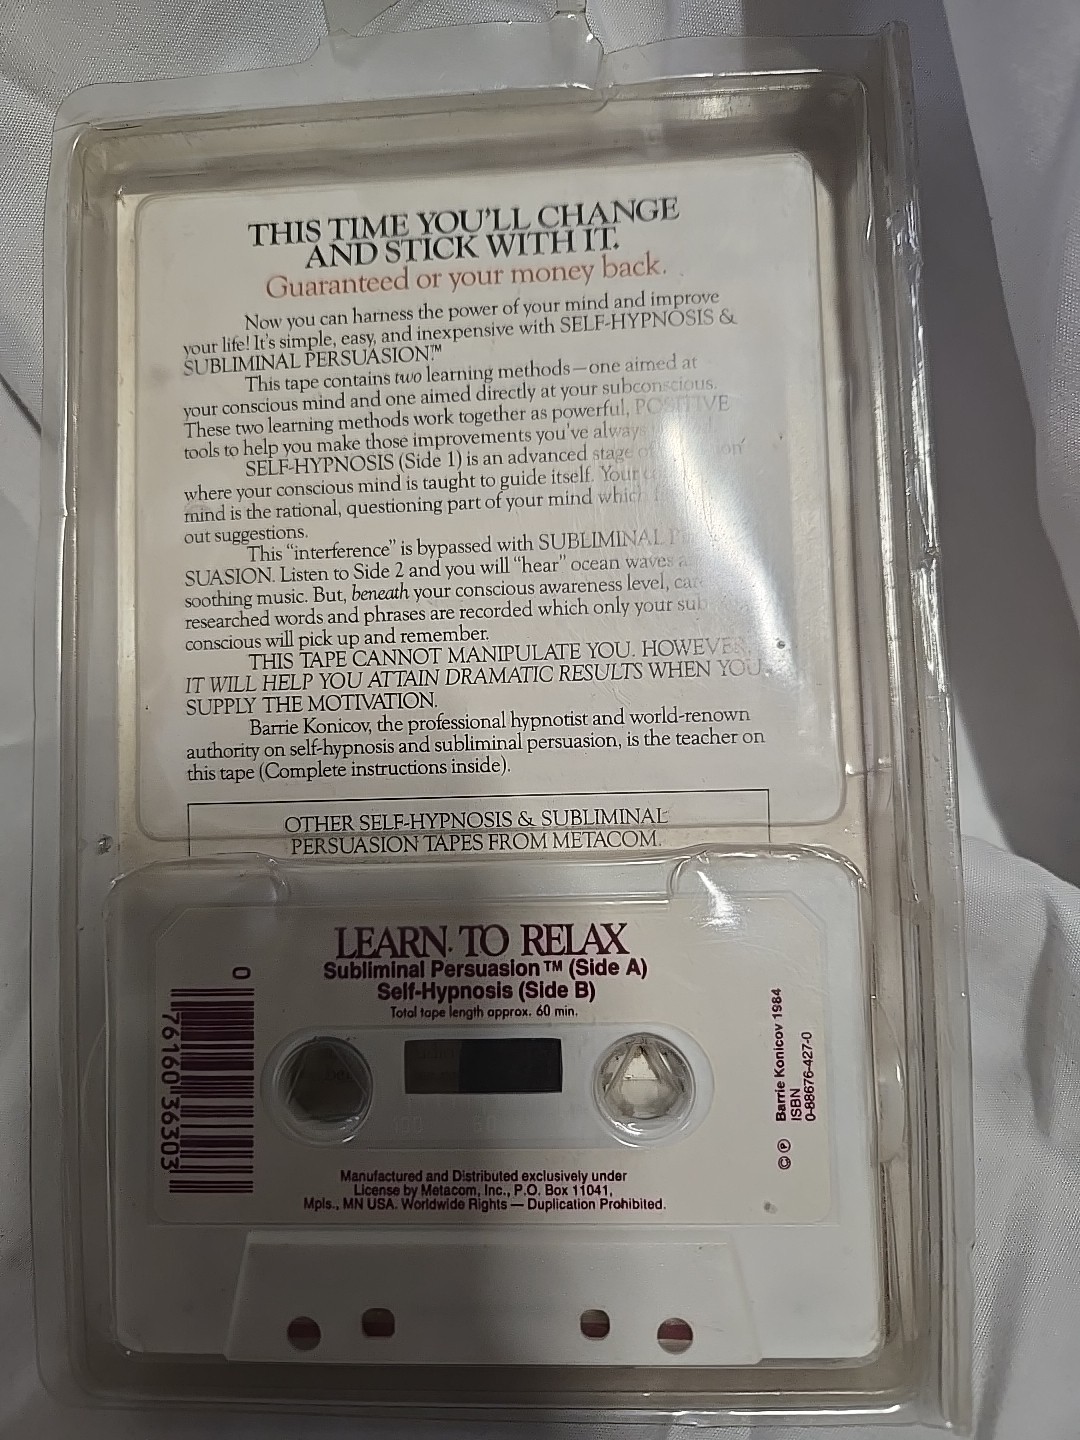 THIS TIME YOU'LL CHANGE
AND STICK WITH IT.
Guaranteed or your money back.
Now you can harness the power of your mind and improve
your life! It's simple, easy, and inexpensive with SELF-HYPNOSIS &
SUBLIMINAL PERSUASION™
This tape contains two learning methods—one aimed at
your conscious mind and one aimed directly at your subconscious.
These two learning methods work together as powerful, POSITIVE
tools to help you make those improvements you've always
SELF-HYPNOSIS (Side 1) is an advanced stage of
where your conscious mind is taught to guide itself. Your
mind is the rational, questioning part of your mind which
out suggestions.
This "interference" is bypassed with SUBLIMINAL PER-
SUASION. Listen to Side 2 and you will "hear" ocean waves
soothing music. But, beneath your conscious awareness level,
researched words and phrases are recorded which only your sub-
conscious will pick up and remember.
THIS TAPE CANNOT MANIPULATE YOU. HOWEVER,
IT WILL HELP YOU ATTAIN DRAMATIC RESULTS WHEN YOU
SUPPLY THE MOTIVATION.
Barrie Konicov, the professional hypnotist and world-renown
authority on self-hypnosis and subliminal persuasion, is the teacher on
this tape (Complete instructions inside).
OTHER SELF-HYPNOSIS & SUBLIMINAL
PERSUASION TAPES FROM METACOM.
LEARN TO RELAX
Subliminal Persuasion™ (Side A)
Self-Hypnosis (Side B)
Total tape length approx. 60 min.
0 76160 36303
© ℗ Barrie Konicov 1984
ISBN
0-88676-427-0
Manufactured and Distributed exclusively under
License by Metacom, Inc., P.O. Box 11041,
Mpls., MN USA. Worldwide Rights — Duplication Prohibited.